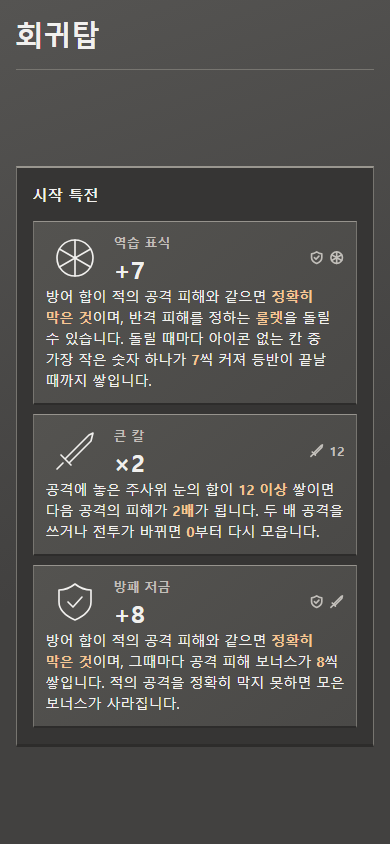 회귀탑
시작 특전
역습 표식
+7
방어 합이 적의 공격 피해와 같으면 정확히
막은 것이며, 반격 피해를 정하는 룰렛을 돌릴
수 있습니다. 돌릴 때마다 아이콘 없는 칸 중
가장 작은 숫자 하나가 7씩 커져 등반이 끝날
때까지 쌓입니다.
큰 칼
×2
12
공격에 놓은 주사위 눈의 합이 12 이상 쌓이면
다음 공격의 피해가 2배가 됩니다. 두 배 공격을
쓰거나 전투가 바뀌면 0부터 다시 모읍니다.
방패 저금
+8
방어 합이 적의 공격 피해와 같으면 정확히
막은 것이며, 그때마다 공격 피해 보너스가 8씩
쌓입니다. 적의 공격을 정확히 막지 못하면 모은
보너스가 사라집니다.